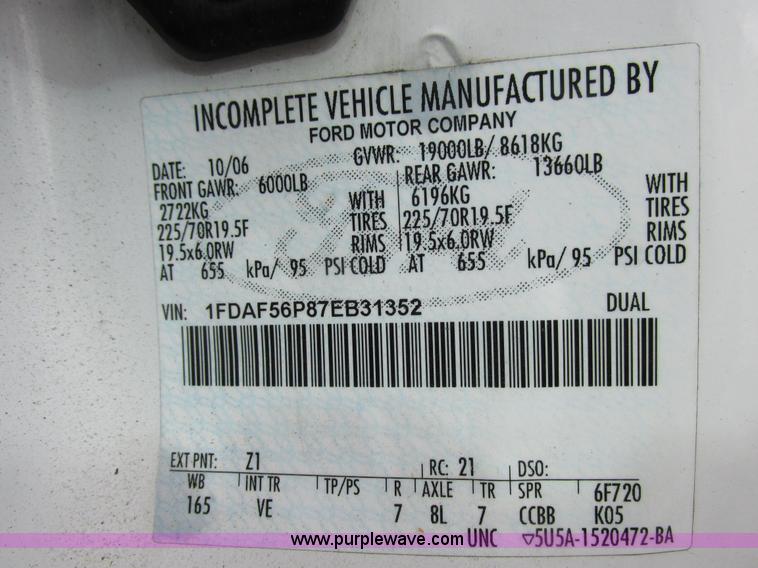 INCOMPLETE VEHICLE MANUFACTURED BY
FORD MOTOR COMPANY
DATE: 10/06 GVWR: 19000LB/ 8618KG
FRONT GAWR: 6000LB REAR GAWR: 13660LB
2722KG WITH 6196KG WITH
225/70R19.5F TIRES 225/70R19.5F TIRES
19.5x6.0RW RIMS 19.5x6.0RW RIMS
AT 655 kPa/ 95 PSI COLD AT 655 kPa/ 95 PSI COLD
VIN: 1FDAF56P87EB31352 DUAL
EXT PNT: Z1 RC: 21 DSO:
WB INT TR TP/PS R AXLE TR SPR 6F720
165 VE 7 8L 7 CCBB K05
www.purplewave.com UNC ▽5U5A-1520472-BA